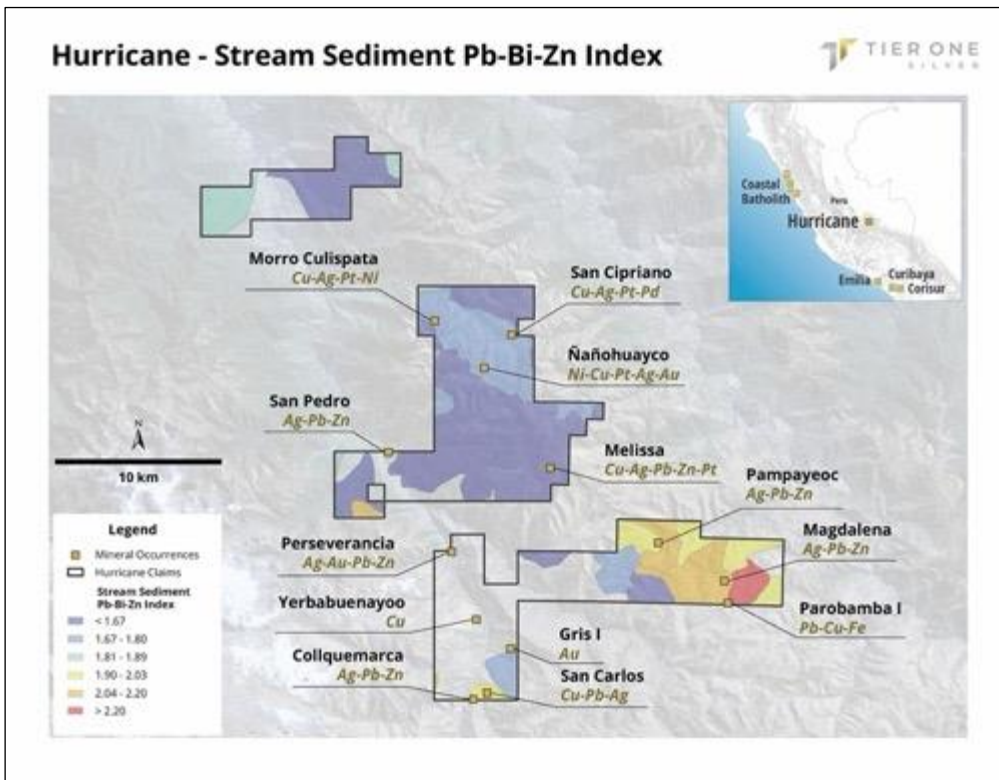 Hurricane - Stream Sediment Pb-Bi-Zn Index
TIER ONE
SILVER
Coastal
Batholith
Peru
Hurricane
Emilia
Curibaya
Corisur
Morro Culispata
Cu-Ag-Pt-Ni
San Cipriano
Cu-Ag-Pt-Pd
Ñañohuayco
Ni-Cu-Pt-Ag-Au
San Pedro
Ag-Pb-Zn
N
10 km
Melissa
Cu-Ag-Pb-Zn-Pt
Pampayeoc
Ag-Pb-Zn
Magdalena
Ag-Pb-Zn
Perseverancia
Ag-Au-Pb-Zn
Parobamba I
Pb-Cu-Fe
Yerbabuenayoo
Cu
Gris I
Au
Collquemarca
Ag-Pb-Zn
San Carlos
Cu-Pb-Ag
Legend
Mineral Occurrences
Hurricane Claims
Stream Sediment
Pb-Bi-Zn Index
< 1.67
1.67 - 1.80
1.81 - 1.89
1.90 - 2.03
2.04 - 2.20
> 2.20